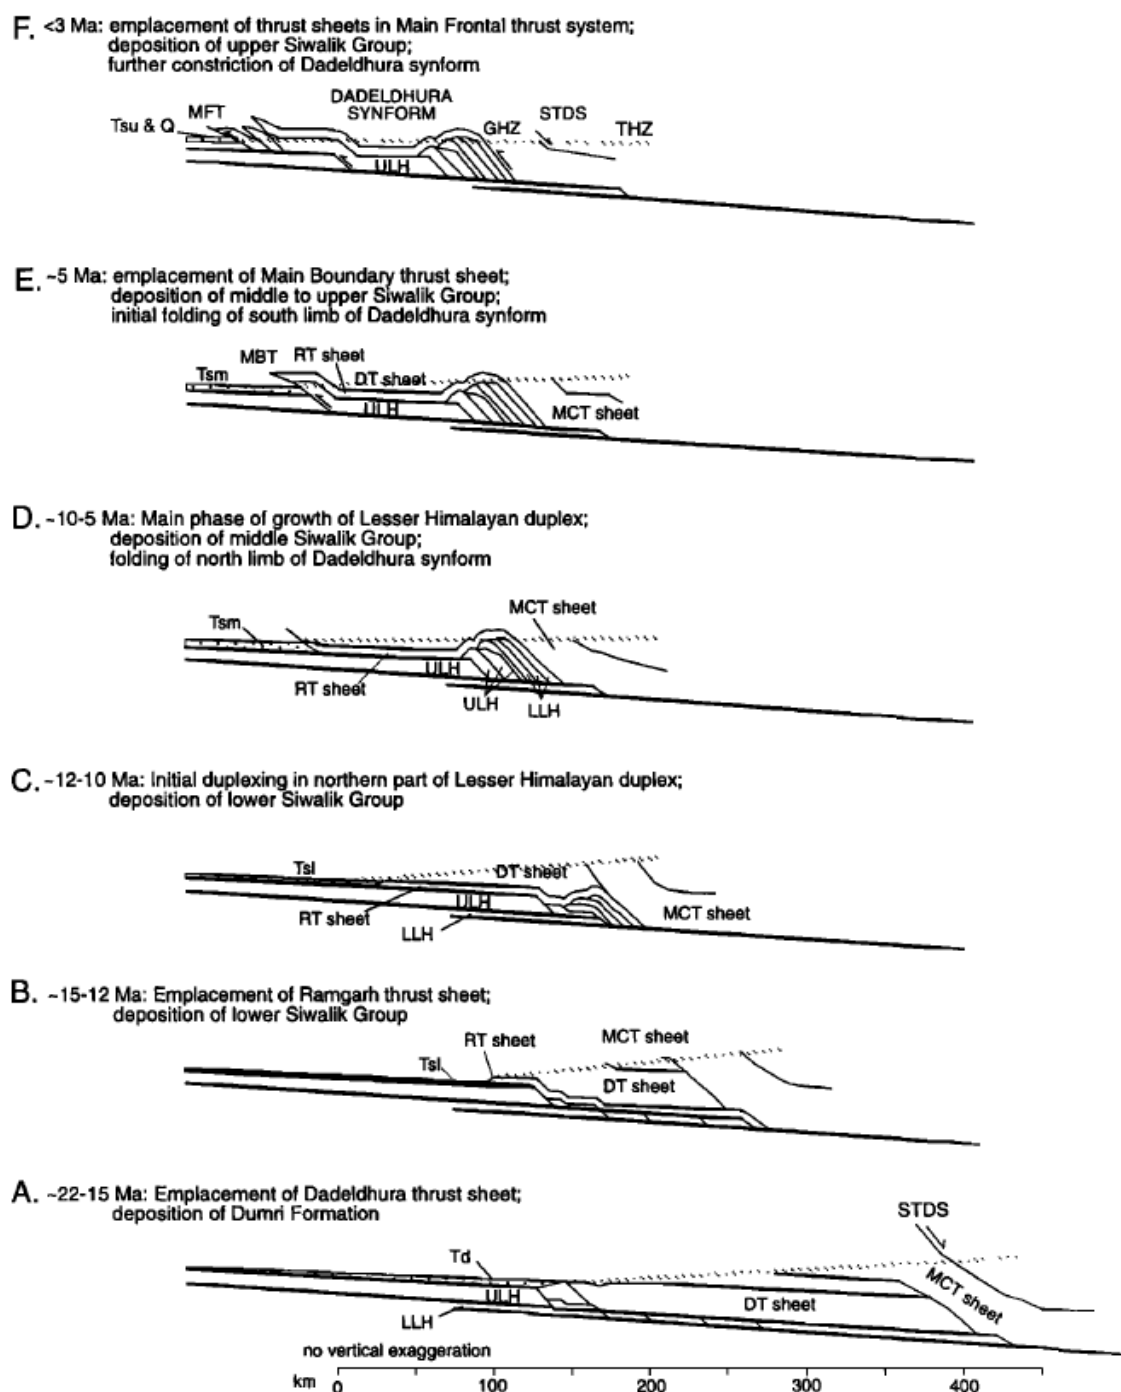 F. <3 Ma: emplacement of thrust sheets in Main Frontal thrust system;
deposition of upper Siwalik Group;
further constriction of Dadeldhura synform
DADELDHURA
SYNFORM
MFT
STDS
Tsu & Q
GHZ
THZ
ULH
E. ~5 Ma: emplacement of Main Boundary thrust sheet;
deposition of middle to upper Siwalik Group;
initial folding of south limb of Dadeldhura synform
MBT
RT sheet
Tsm
DT sheet
ULH
MCT sheet
D. ~10-5 Ma: Main phase of growth of Lesser Himalayan duplex;
deposition of middle Siwalik Group;
folding of north limb of Dadeldhura synform
MCT sheet
Tsm
ULH
RT sheet
ULH
LLH
C. ~12-10 Ma: Initial duplexing in northern part of Lesser Himalayan duplex;
deposition of lower Siwalik Group
Tsl
DT sheet
ULH
RT sheet
MCT sheet
LLH
B. ~15-12 Ma: Emplacement of Ramgarh thrust sheet;
deposition of lower Siwalik Group
RT sheet
MCT sheet
Tsl
DT sheet
A. ~22-15 Ma: Emplacement of Dadeldhura thrust sheet;
deposition of Dumri Formation
STDS
Td
MCT sheet
ULH
DT sheet
LLH
no vertical exaggeration
km 0 100 200 300 400